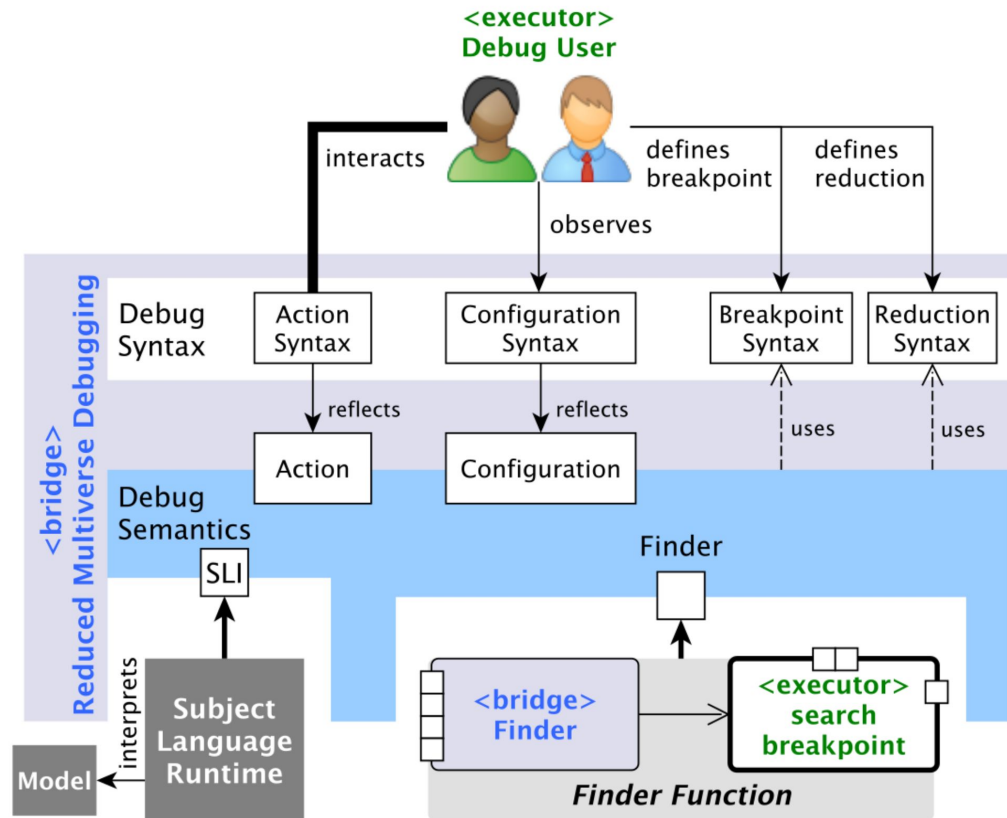 <executor>
Debug User
interacts
defines
breakpoint
defines
reduction
observes
<bridge>
Reduced Multiverse Debugging
Debug
Syntax
Action
Syntax
Configuration
Syntax
Breakpoint
Syntax
Reduction
Syntax
reflects
reflects
uses
uses
Action
Configuration
Debug
Semantics
SLI
Finder
interprets
Subject
Language
Runtime
Model
<bridge>
Finder
<executor>
search
breakpoint
Finder Function